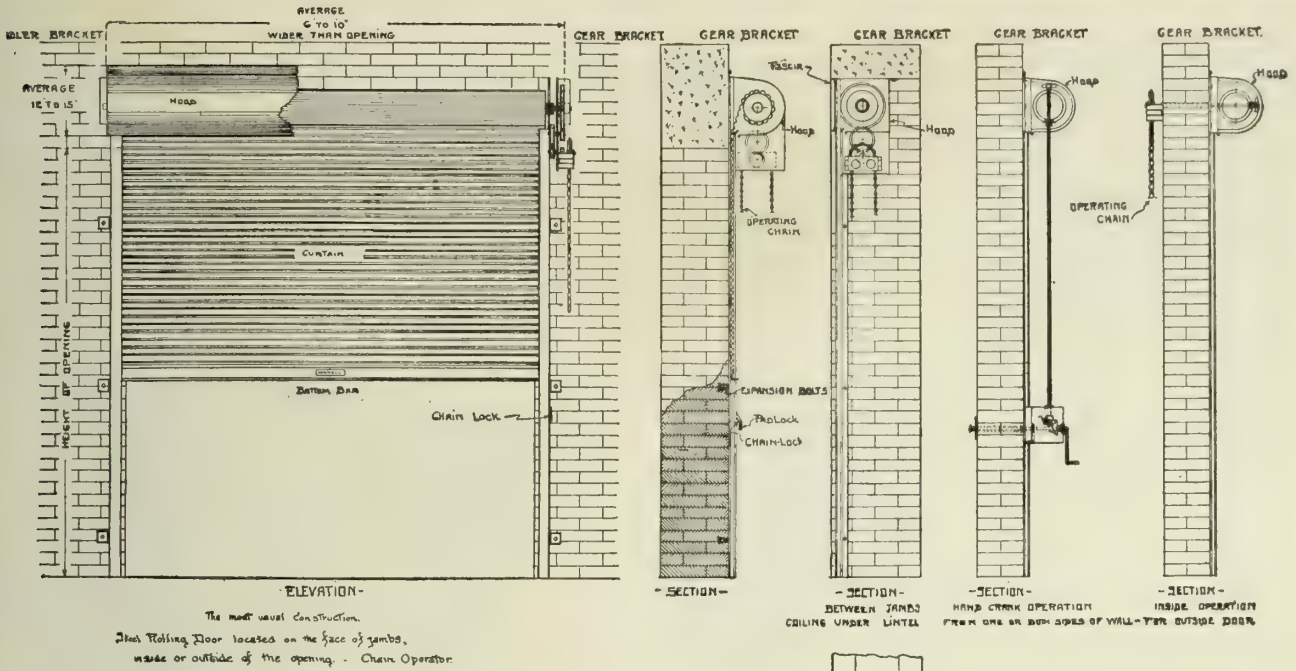 AVERAGE
6" TO 10"
WIDER THAN OPENING
IDLER BRACKET
GEAR BRACKET
AVERAGE
12" TO 15"
HOOD
CURTAIN
HEIGHT OF OPENING
BOTTOM BAR
CHAIN LOCK
-ELEVATION-
The most usual construction.
Steel Rolling Door located on the face of jambs,
inside or outside of the opening. - Chain Operator
GEAR BRACKET
HOOD
OPERATING
CHAIN
EXPANSION BOLTS
PADLOCK
CHAIN-LOCK
-SECTION-
GEAR BRACKET
FASCIA
HOOD
-SECTION-
BETWEEN JAMBS
COILING UNDER LINTEL
GEAR BRACKET
HOOD
-SECTION-
HAND CRANK OPERATION
FROM ONE OR BOTH SIDES OF WALL-
GEAR BRACKET.
HOOD
OPERATING
CHAIN
-SECTION-
INSIDE OPERATION
FOR OUTSIDE DOOR